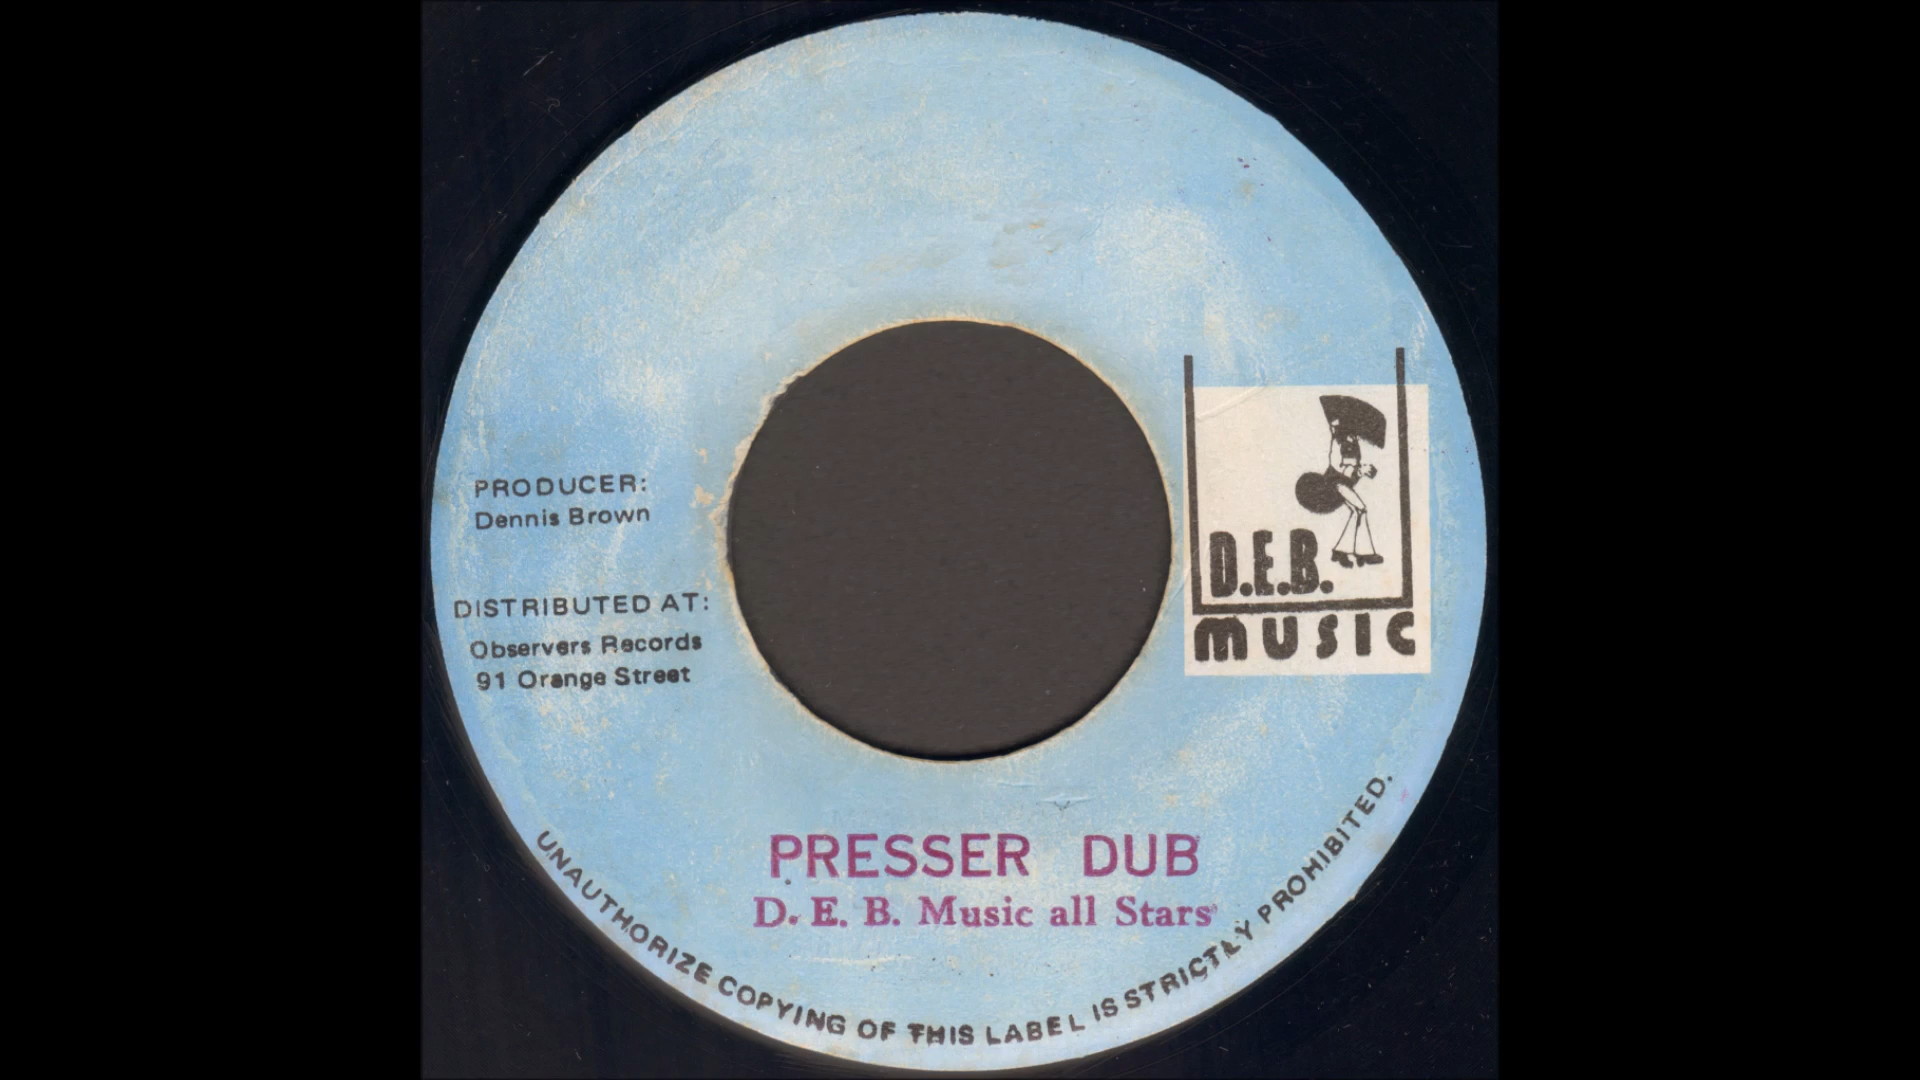 PRODUCER:
Dennis Brown
DISTRIBUTED AT:
Observers Records
91 Orange Street
D.E.B.
MUSIC
PRESSER DUB
D. E. B. Music all Stars
UNAUTHORIZE COPYING OF THIS LABEL IS STRICTLY PROHIBITED.